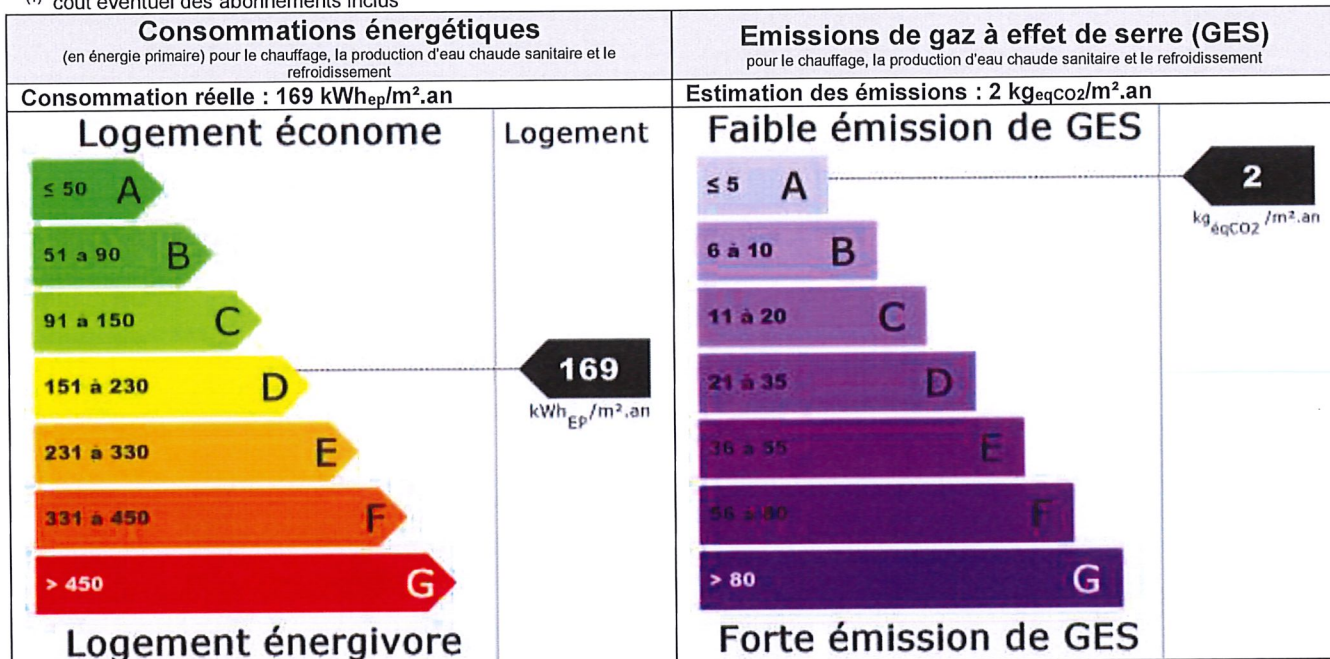 (1) coût éventuel des abonnements inclus
Consommations énergétiques
(en énergie primaire) pour le chauffage, la production d'eau chaude sanitaire et le
refroidissement
Consommation réelle : 169 kWhep/m².an
Logement économe
Logement
≤ 50 A
51 a 90 B
91 a 150 C
151 à 230 D
169
kWhEP/m².an
231 à 330 E
331 à 450 F
> 450 G
Logement énergivore
Emissions de gaz à effet de serre (GES)
pour le chauffage, la production d'eau chaude sanitaire et le refroidissement
Estimation des émissions : 2 kgeqCO2/m².an
Faible émission de GES
≤ 5 A
2
kgéqCO2/m².an
6 à 10 B
11 à 20 C
21 à 35 D
36 à 55 E
56 à 80 F
> 80 G
Forte émission de GES